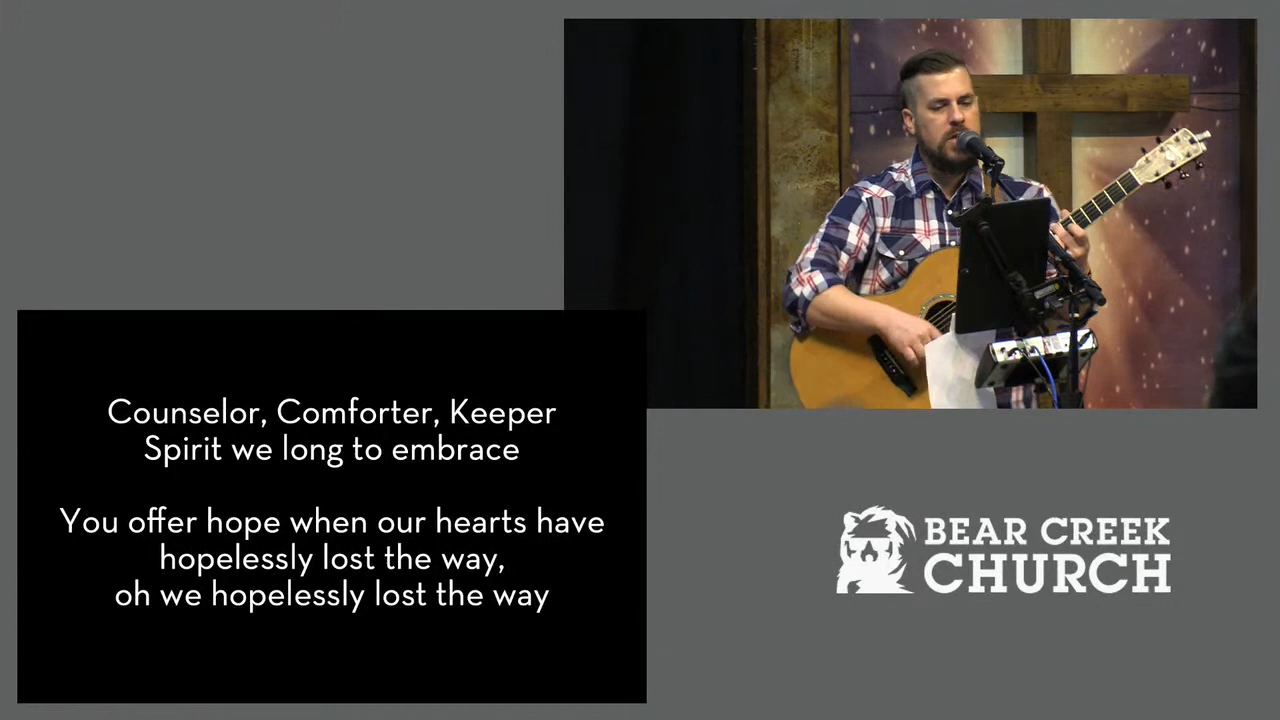 Counselor, Comforter, Keeper
Spirit we long to embrace
You offer hope when our hearts have
hopelessly lost the way,
oh we hopelessly lost the way
BEAR CREEK
CHURCH